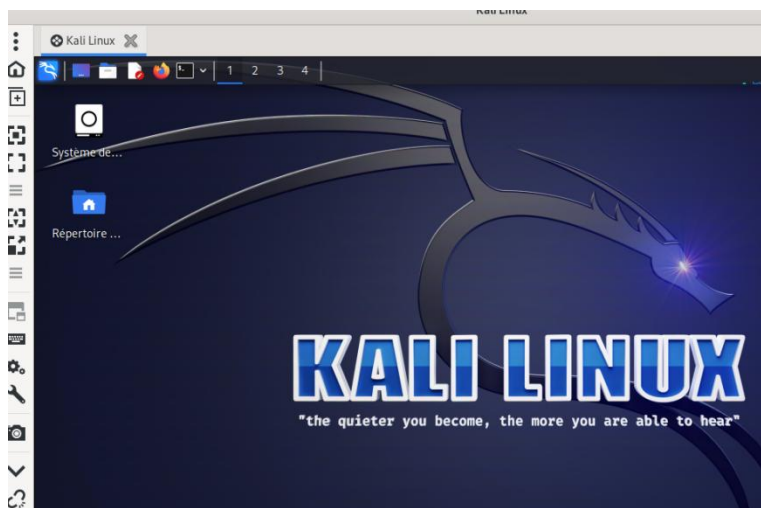 Kali Linux
Kali Linux
1 2 3 4
Système de...
Répertoire ...
KALI LINUX
"the quieter you become, the more you are able to hear"